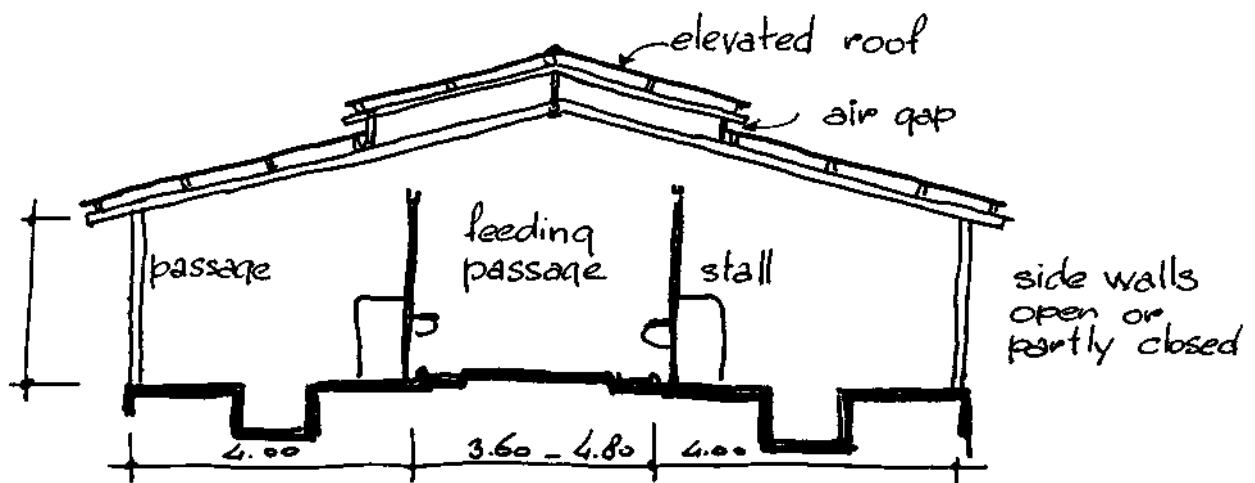 elevated roof
air gap
feeding
passage
passage
stall
side walls
open or
partly closed
4.00
3.60 - 4.80
4.00